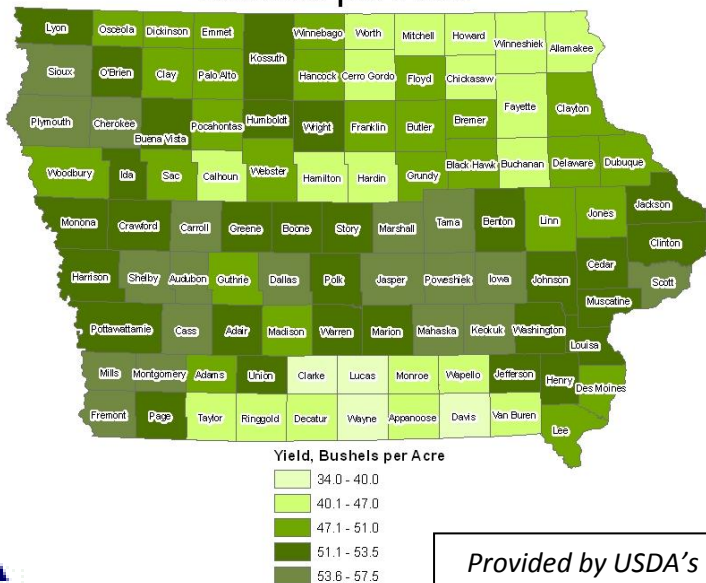 Lyon Osceola Dickinson Emmet Kossuth Winnebago Worth Mitchell Howard Winneshiek Allamakee
Sioux O'Brien Clay Palo Alto Hancock Cerro Gordo Floyd Chickasaw Fayette Clayton
Plymouth Cherokee Buena Vista Pocahontas Humboldt Wright Franklin Butler Bremer
Woodbury Ida Sac Calhoun Webster Hamilton Hardin Grundy Black Hawk Buchanan Delaware Dubuque
Monona Crawford Carroll Greene Boone Story Marshall Tama Benton Linn Jones Jackson
Clinton
Harrison Shelby Audubon Guthrie Dallas Polk Jasper Poweshiek Iowa Johnson Cedar Scott
Muscatine
Pottawattamie Cass Adair Madison Warren Marion Mahaska Keokuk Washington Louisa
Mills Montgomery Adams Union Clarke Lucas Monroe Wapello Jefferson Henry Des Moines
Fremont Page Taylor Ringgold Decatur Wayne Appanoose Davis Van Buren Lee
Yield, Bushels per Acre
34.0 - 40.0
40.1 - 47.0
47.1 - 51.0
51.1 - 53.5
53.6 - 57.5
Provided by USDA's